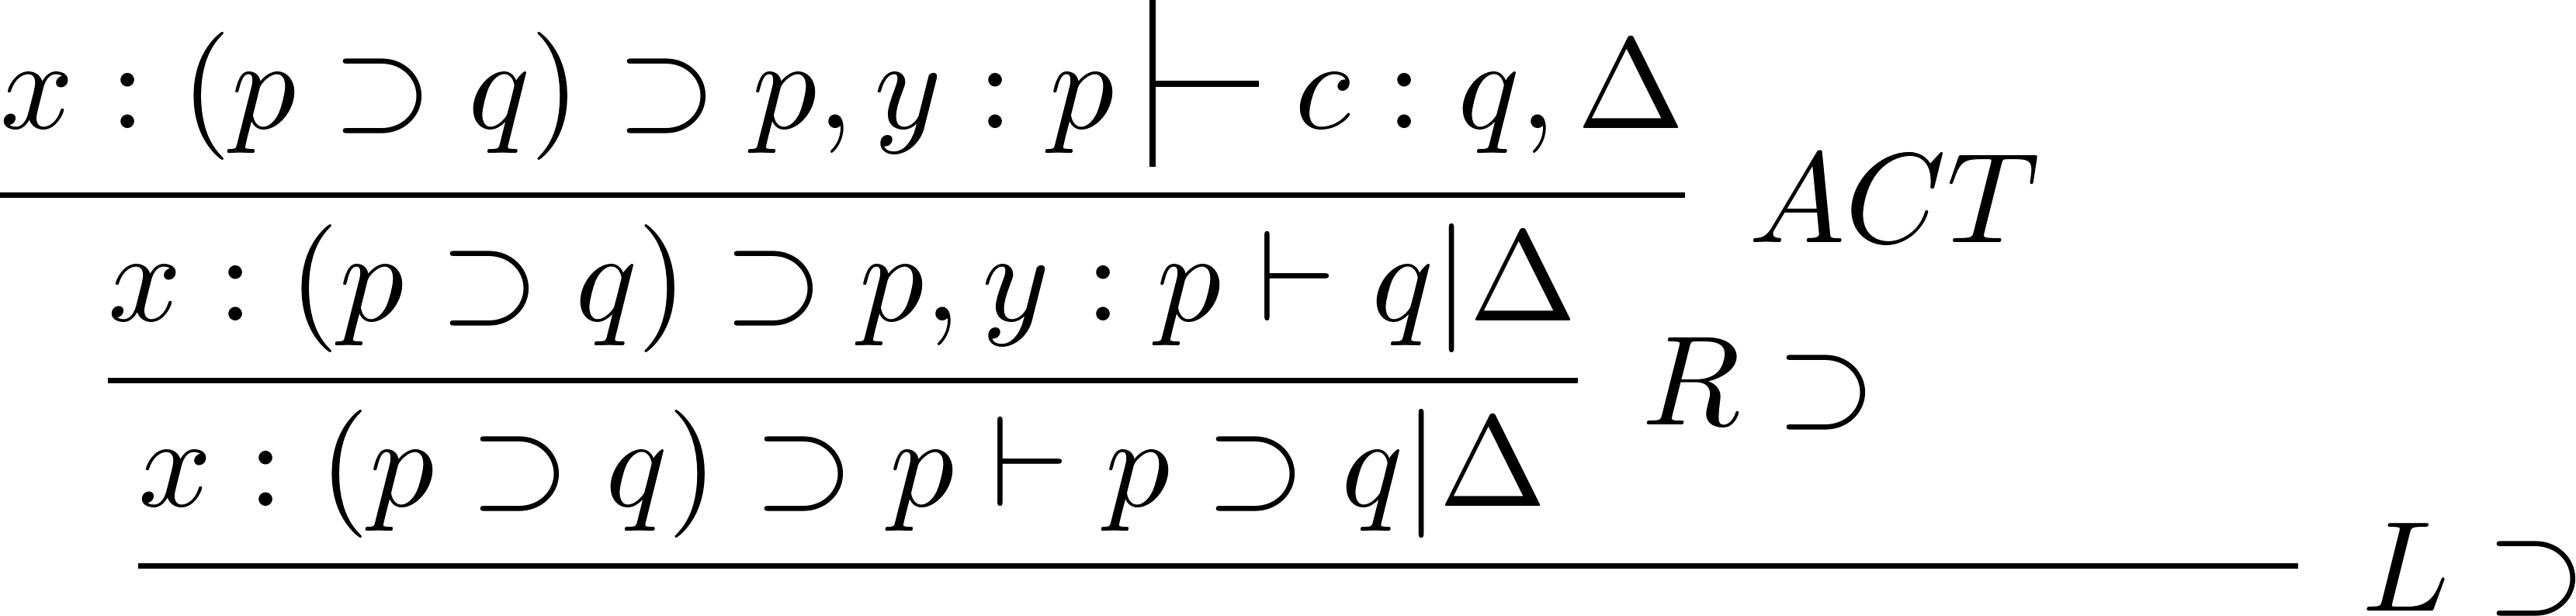 x : (p ⊃ q) ⊃ p, y : p ⊢ c : q, Δ
ACT
x : (p ⊃ q) ⊃ p, y : p ⊢ q|Δ
R ⊃
x : (p ⊃ q) ⊃ p ⊢ p ⊃ q|Δ
L ⊃